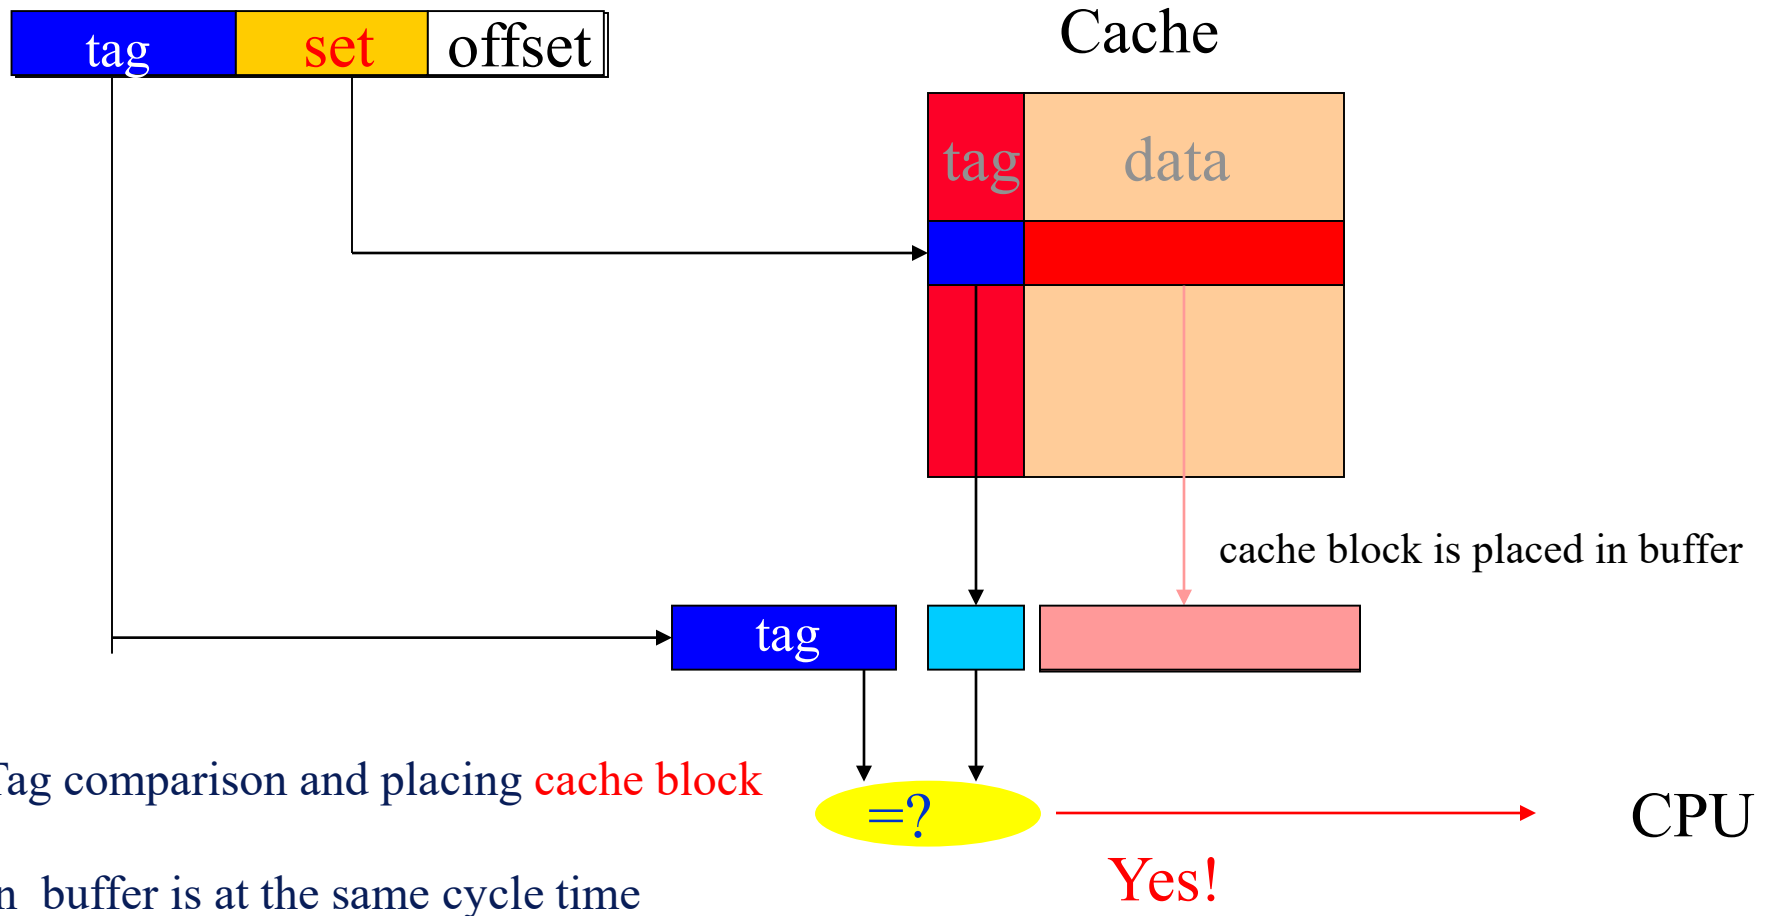 tag set offset
Cache
tag data
cache block is placed in buffer
tag
Tag comparison and placing cache block
=?
CPU
Yes!
n buffer is at the same cycle time